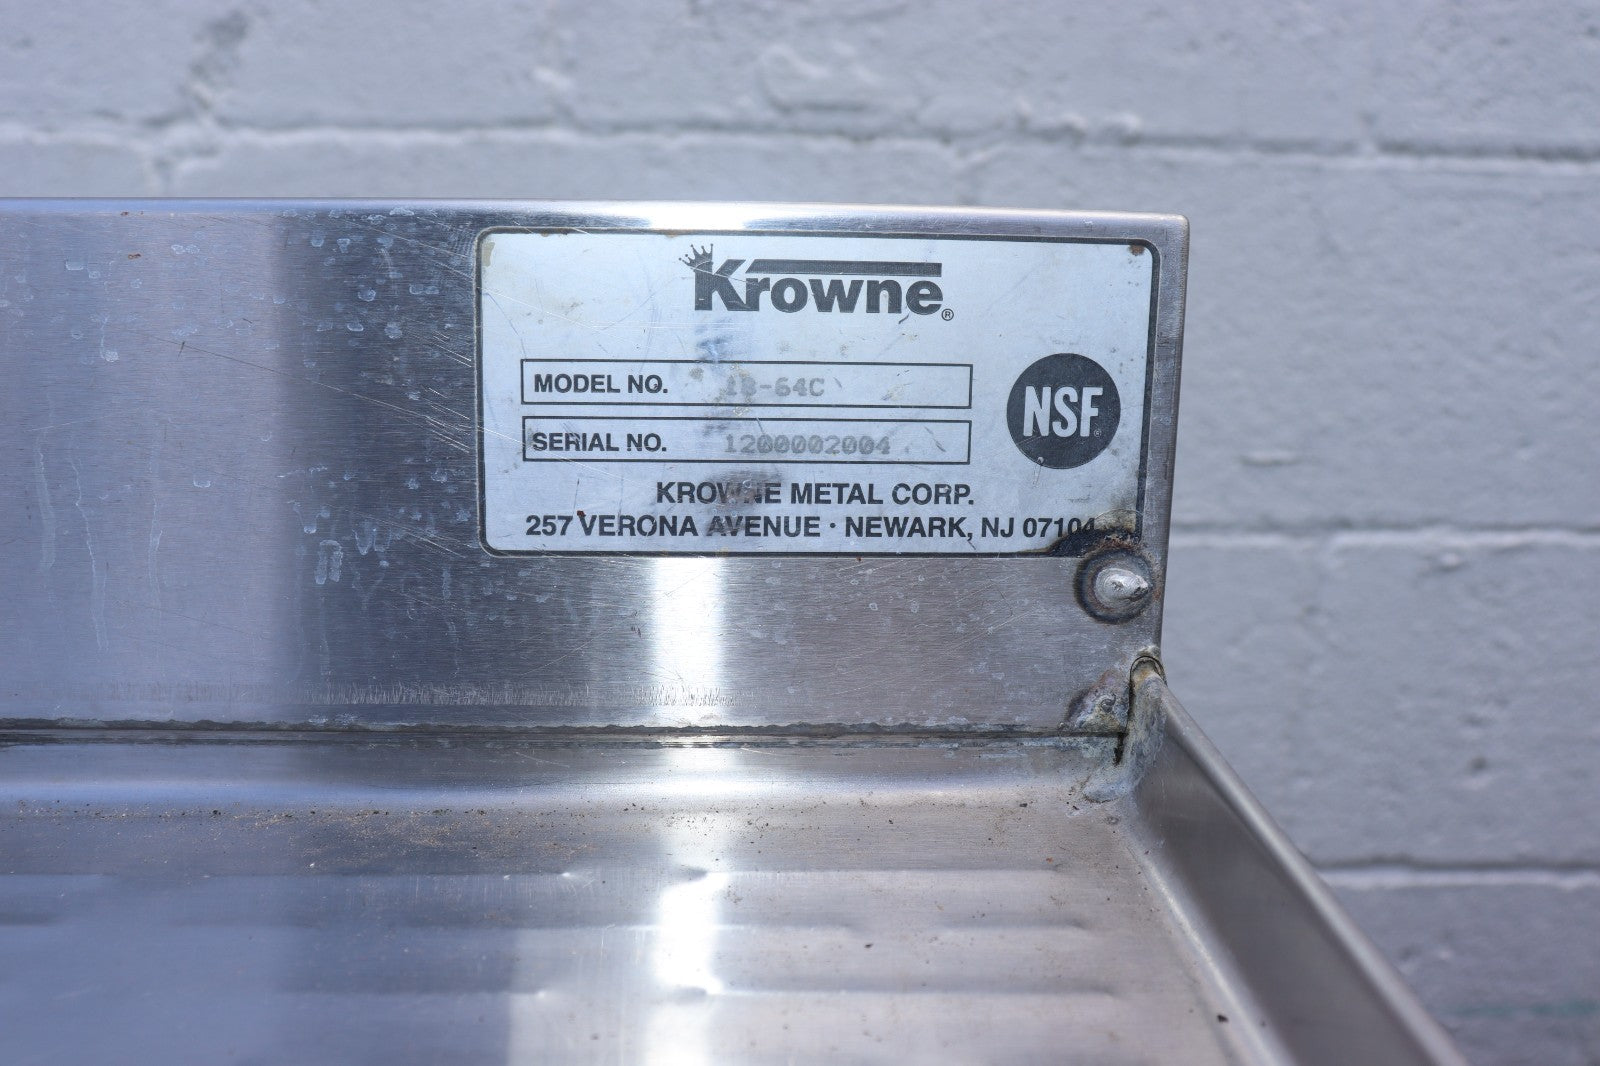 Krowne®
MODEL NO. 18-64C
SERIAL NO. 1200002004
NSF®
KROWNE METAL CORP.
257 VERONA AVENUE · NEWARK, NJ 07104